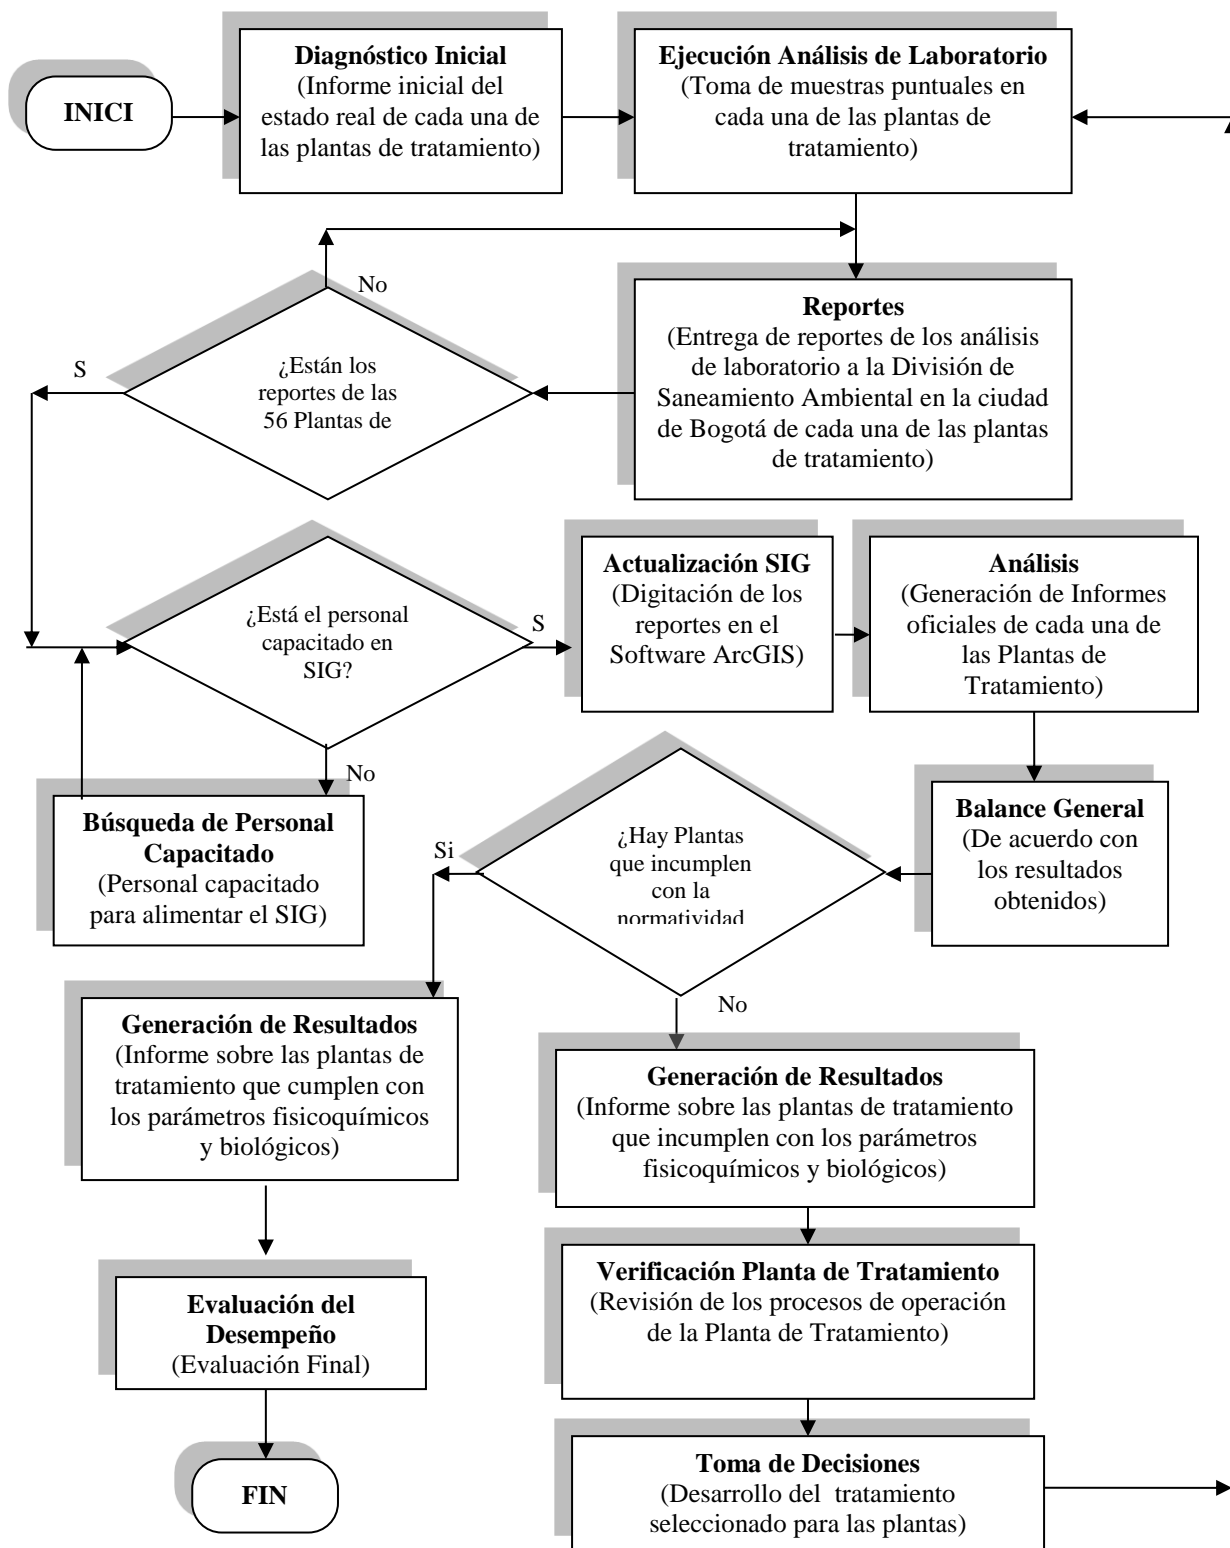 INICI
Diagnóstico Inicial
(Informe inicial del
estado real de cada una de
las plantas de tratamiento)
Ejecución Análisis de Laboratorio
(Toma de muestras puntuales en
cada una de las plantas de
tratamiento)
No
S
¿Están los
reportes de las
56 Plantas de
Reportes
(Entrega de reportes de los análisis
de laboratorio a la División de
Saneamiento Ambiental en la ciudad
de Bogotá de cada una de las plantas
de tratamiento)
¿Está el personal
capacitado en
SIG?
S
No
Actualización SIG
(Digitación de los
reportes en el
Software ArcGIS)
Análisis
(Generación de Informes
oficiales de cada una de
las Plantas de
Tratamiento)
Búsqueda de Personal
Capacitado
(Personal capacitado
para alimentar el SIG)
Si
¿Hay Plantas
que incumplen
con la
normatividad
No
Balance General
(De acuerdo con
los resultados
obtenidos)
Generación de Resultados
(Informe sobre las plantas de
tratamiento que cumplen con
los parámetros fisicoquímicos
y biológicos)
Generación de Resultados
(Informe sobre las plantas de tratamiento
que incumplen con los parámetros
fisicoquímicos y biológicos)
Evaluación del
Desempeño
(Evaluación Final)
Verificación Planta de Tratamiento
(Revisión de los procesos de operación
de la Planta de Tratamiento)
FIN
Toma de Decisiones
(Desarrollo del tratamiento
seleccionado para las plantas)